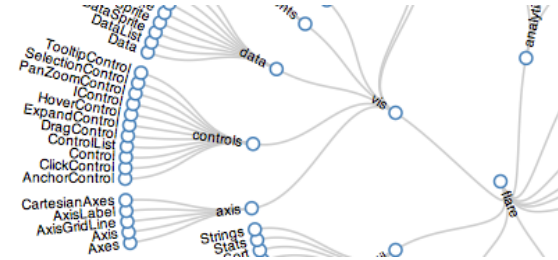 DataSprite
DataList
Data
data
TooltipControl
SelectionControl
PanZoomControl
IControl
HoverControl
ExpandControl
DragControl
ControlList
Control
ClickControl
AnchorControl
controls
vis
CartesianAxes
AxisLabel
AxisGridLine
Axis
Axes
axis
flare
Strings
Stats